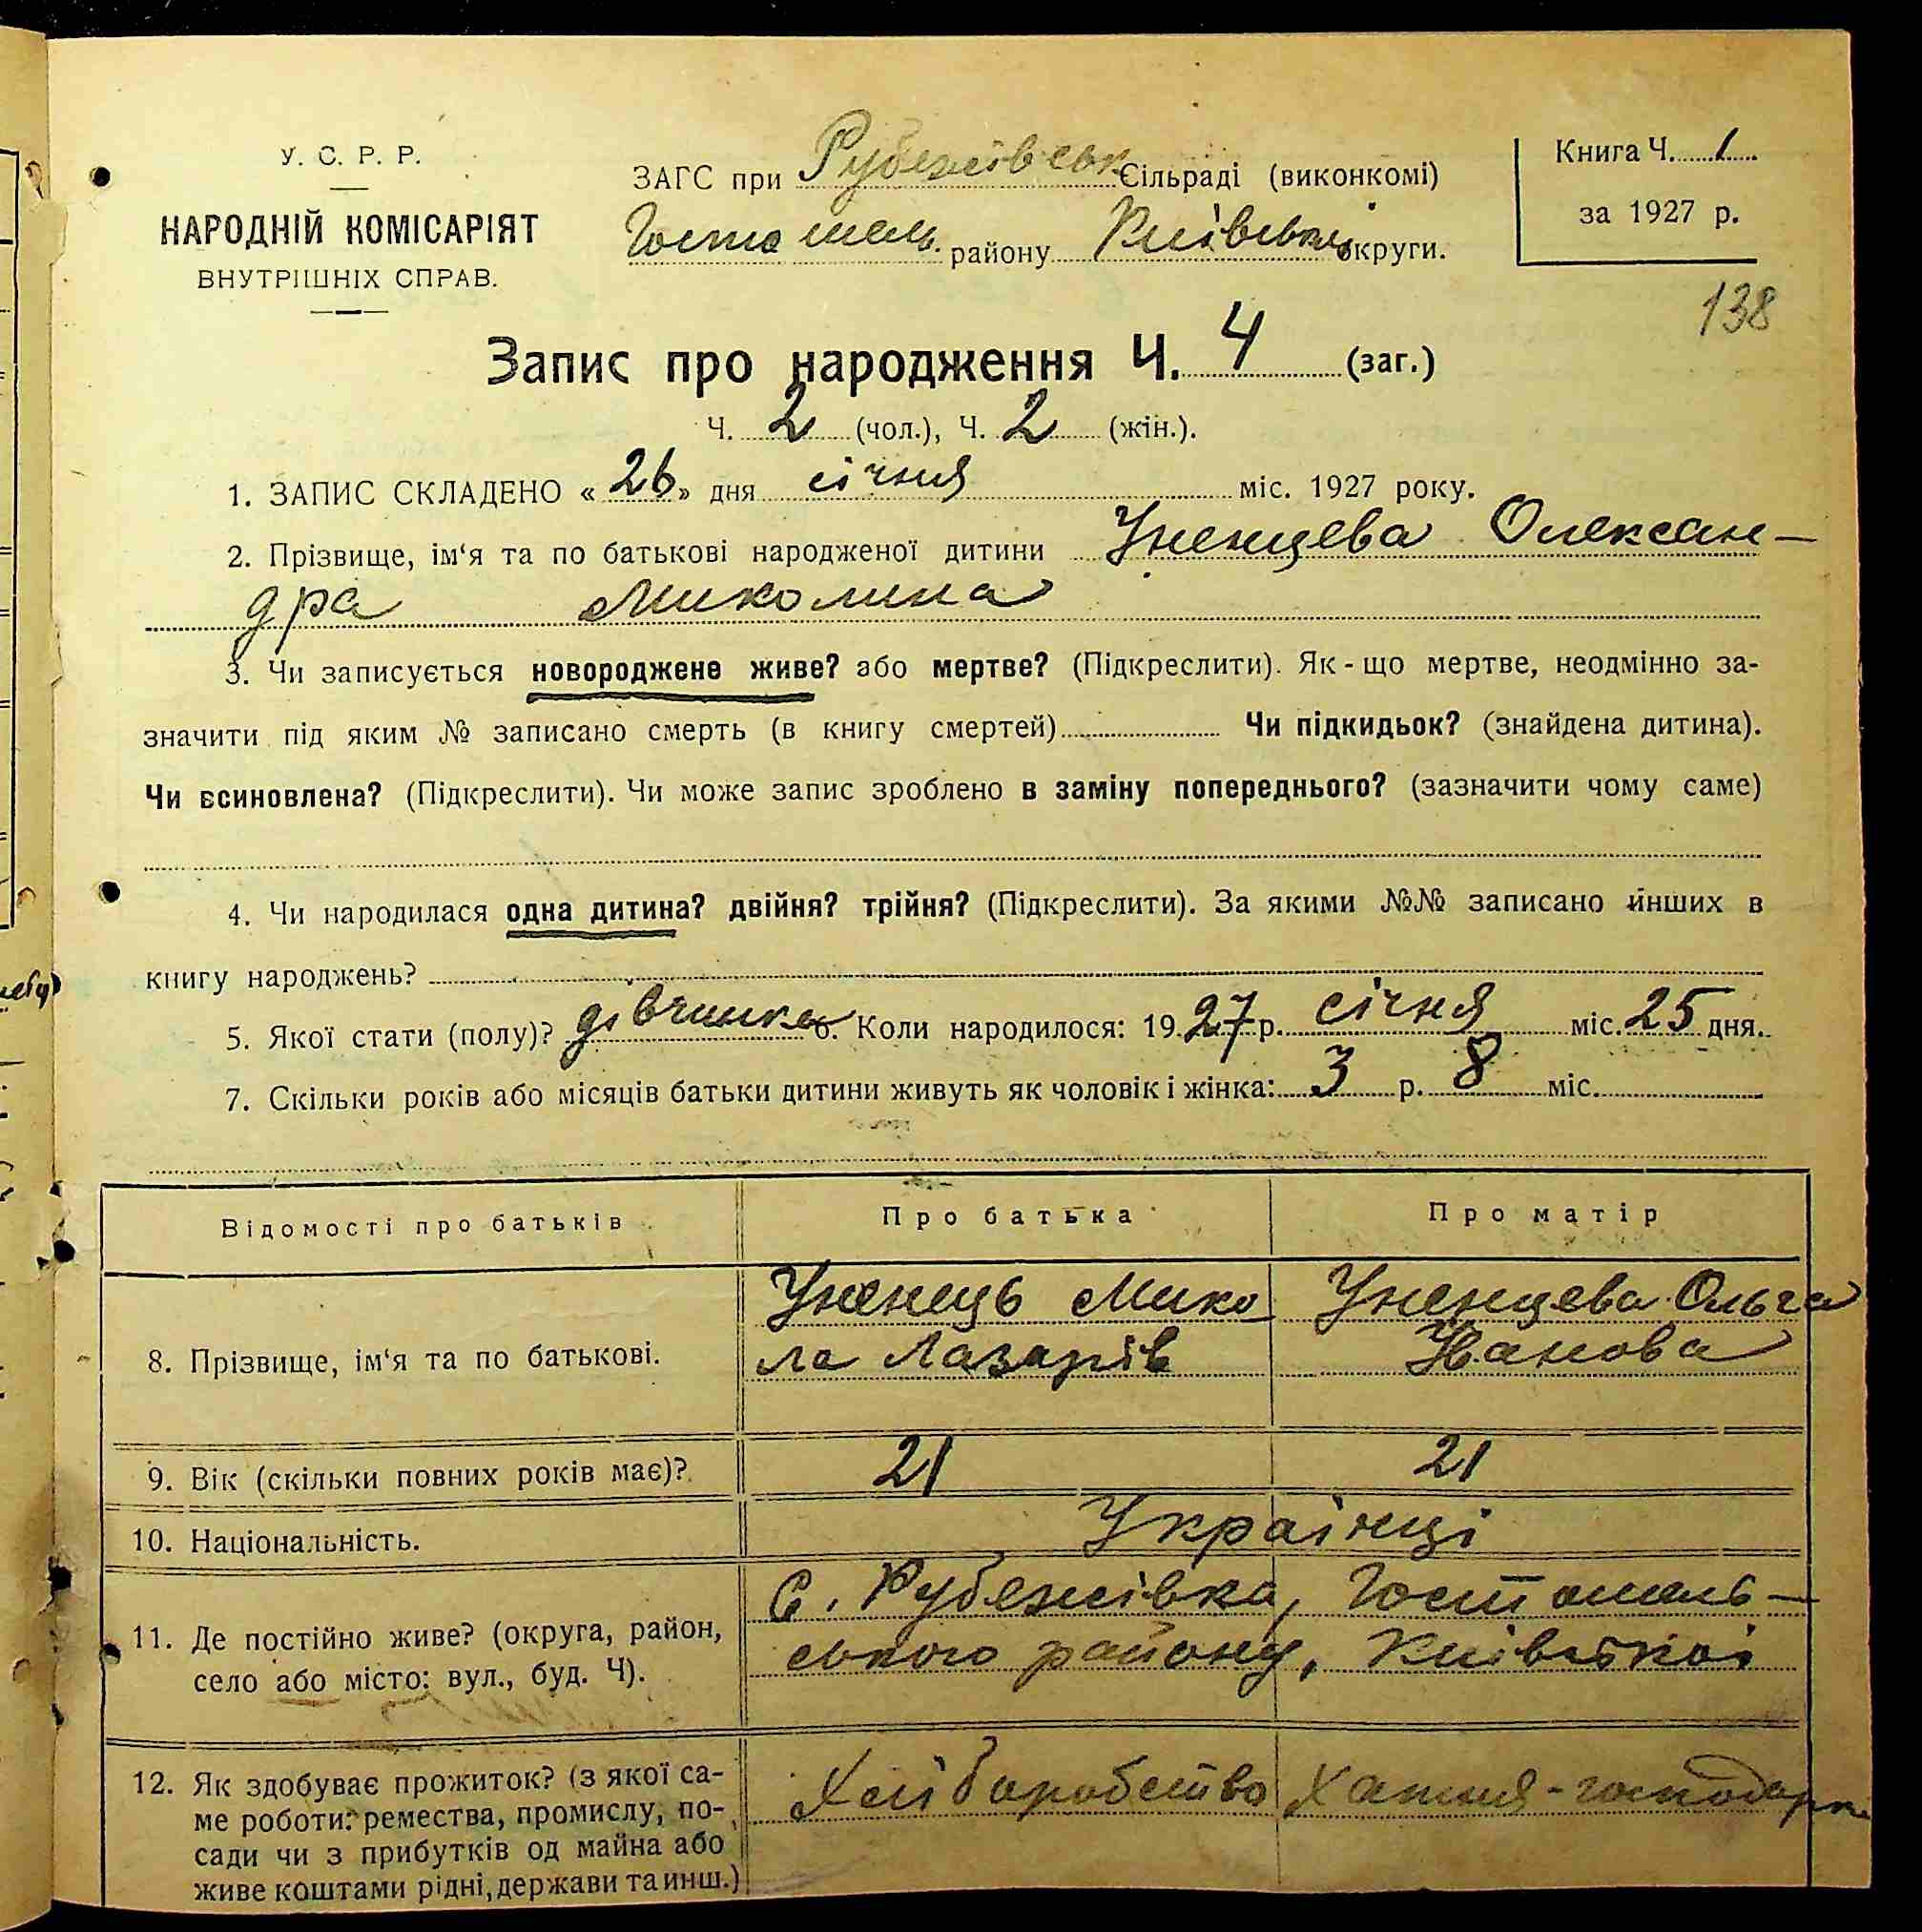 У. С. Р. Р.
НАРОДНІЙ КОМІСАРІЯТ
ВНУТРІШНІХ СПРАВ.
ЗАГС при Рубежівськ Сільраді (виконкомі)
Гостомель. району Київської округи.
Книга Ч. 1
за 1927 р.
138
Запис про народження Ч. 4 (заг.)
Ч. 2 (чол.), Ч. 2 (жін.).
1. ЗАПИС СКЛАДЕНО « 26 » дня січня міс. 1927 року.
2. Прізвище, ім‘я та по батькові народженої дитини Уненцева Олексан-
дра Миколина
3. Чи записується новороджене живе? або мертве? (Підкреслити). Як-що мертве, неодмінно за-
значити під яким № записано смерть (в книгу смертей) Чи підкидьок? (знайдена дитина).
Чи всиновлена? (Підкреслити). Чи може запис зроблено в заміну попереднього? (зазначити чому саме)
4. Чи народилася одна дитина? двійня? трійня? (Підкреслити). За якими №№ записано инших в
книгу народжень?
5. Якої стати (полу)? дівчинка 6. Коли народилося: 1927 р. січня міс. 25 дня.
7. Скільки років або місяців батьки дитини живуть як чоловік і жінка: 3 р. 8 міс.
Відомості про батьків Про батька Про матір
Уненець Мико Уненцева Ольга
8. Прізвище, ім‘я та по батькові. ла Лазарів Іванова
9. Вік (скільки повних років має)? 21 21
10. Національність. Українці
С. Рубежівка, Гостомель-
11. Де постійно живе? (округа, район, ського району, Київської
село або місто: вул., буд. Ч).
12. Як здобуває прожиток? (з якої са- Хліборобство Хатня-господарка
ме роботи: ремества, промислу, по-
сади чи з прибутків од майна або
живе коштами рідні, держави та инш.)